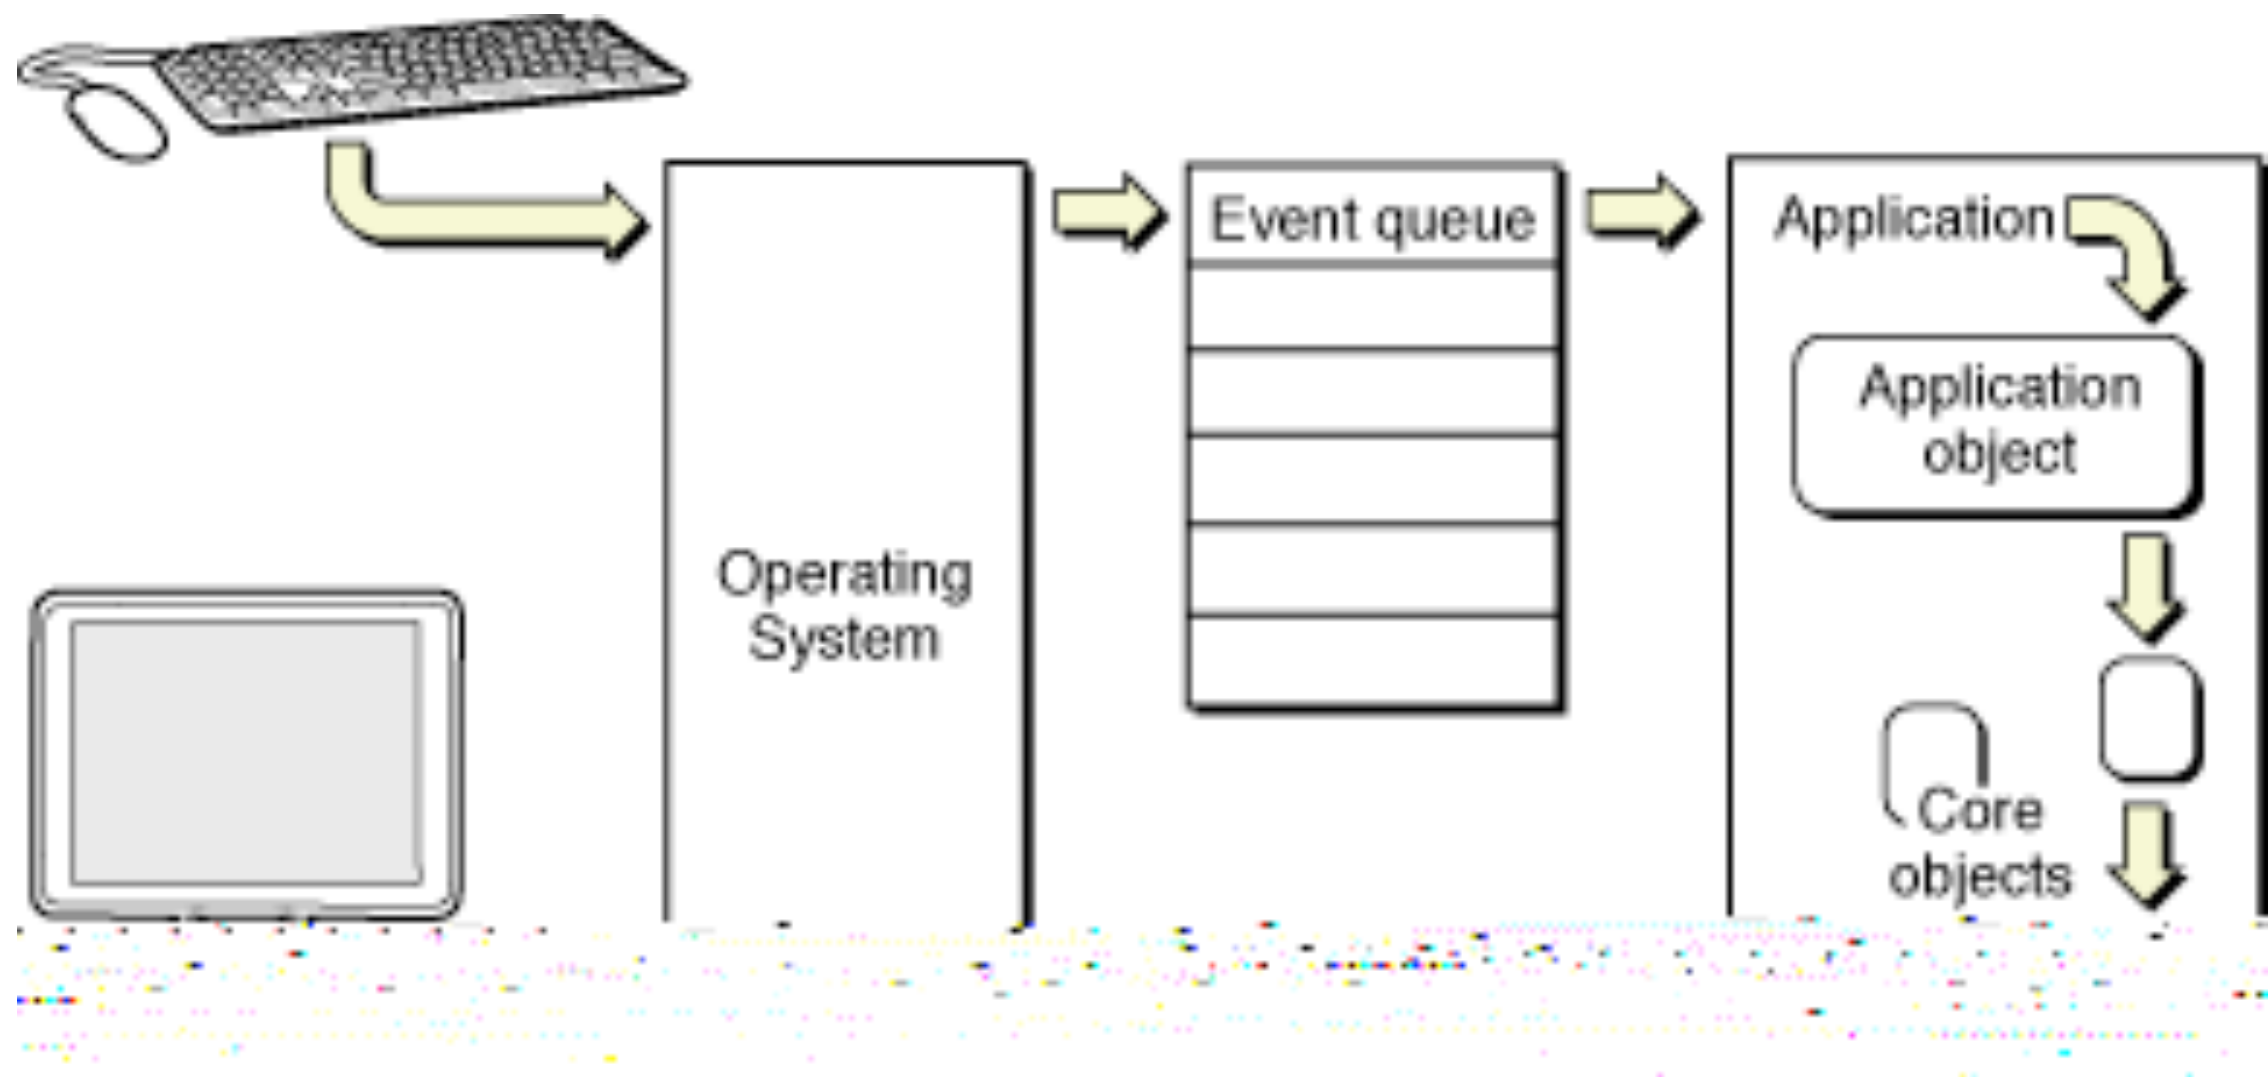 Event queue
Application
Application
object
Operating
System
Core
objects